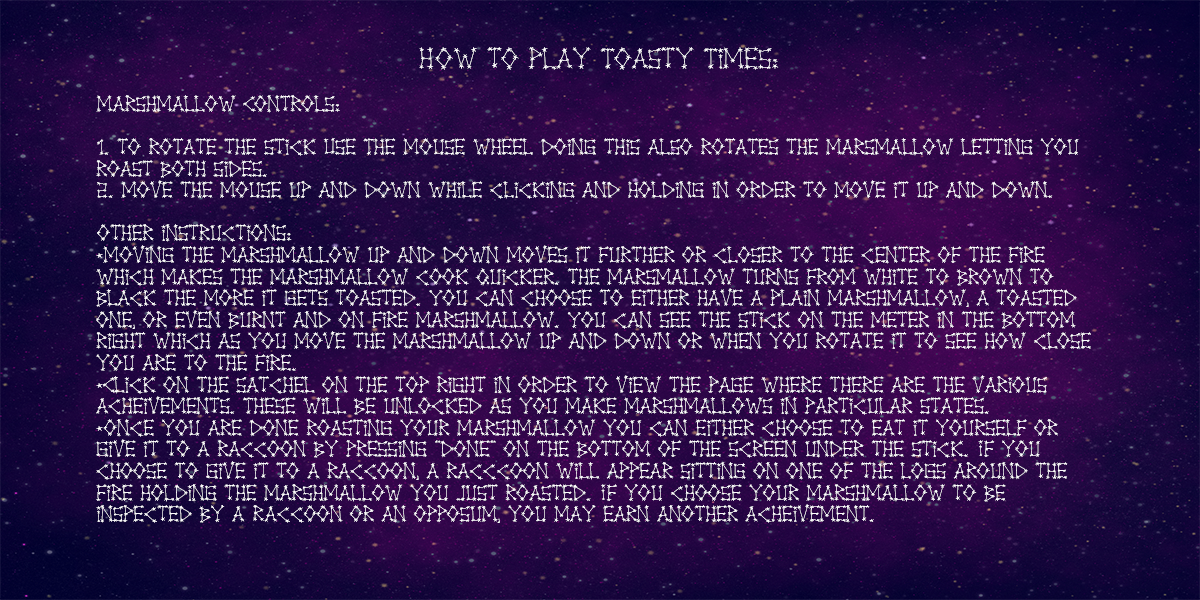 HOW TO PLAY TOASTY TIMES:
MARSHMALLOW CONTROLS:
1. TO ROTATE THE STICK USE THE MOUSE WHEEL DOING THIS ALSO ROTATES THE MARSMALLOW LETTING YOU
ROAST BOTH SIDES.
2. MOVE THE MOUSE UP AND DOWN WHILE CLICKING AND HOLDING IN ORDER TO MOVE IT UP AND DOWN.
OTHER INSTRUCTIONS:
*MOVING THE MARSHMALLOW UP AND DOWN MOVES IT FURTHER OR CLOSER TO THE CENTER OF THE FIRE
WHICH MAKES THE MARSHMALLOW COOK QUICKER. THE MARSMALLOW TURNS FROM WHITE TO BROWN TO
BLACK THE MORE IT GETS TOASTED. YOU CAN CHOOSE TO EITHER HAVE A PLAIN MARSHMALLOW, A TOASTED
ONE, OR EVEN BURNT AND ON FIRE MARSHMALLOW. YOU CAN SEE THE STICK ON THE METER IN THE BOTTOM
RIGHT WHICH AS YOU MOVE THE MARSHMALLOW UP AND DOWN OR WHEN YOU ROTATE IT TO SEE HOW CLOSE
YOU ARE TO THE FIRE.
*CLICK ON THE SATCHEL ON THE TOP RIGHT IN ORDER TO VIEW THE PAGE WHERE THERE ARE THE VARIOUS
ACHEIVEMENTS. THESE WILL BE UNLOCKED AS YOU MAKE MARSHMALLOWS IN PARTICULAR STATES.
*ONCE YOU ARE DONE ROASTING YOUR MARSHMALLOW YOU CAN EITHER CHOOSE TO EAT IT YOURSELF OR
GIVE IT TO A RACCOON BY PRESSING "DONE" ON THE BOTTOM OF THE SCREEN UNDER THE STICK. IF YOU
CHOOSE TO GIVE IT TO A RACCOON, A RACCCOON WILL APPEAR SITTING ON ONE OF THE LOGS AROUND THE
FIRE HOLDING THE MARSHMALLOW YOU JUST ROASTED. IF YOU CHOOSE YOUR MARSHMALLOW TO BE
INSPECTED BY A RACCOON OR AN OPPOSUM, YOU MAY EARN ANOTHER ACHEIVEMENT.